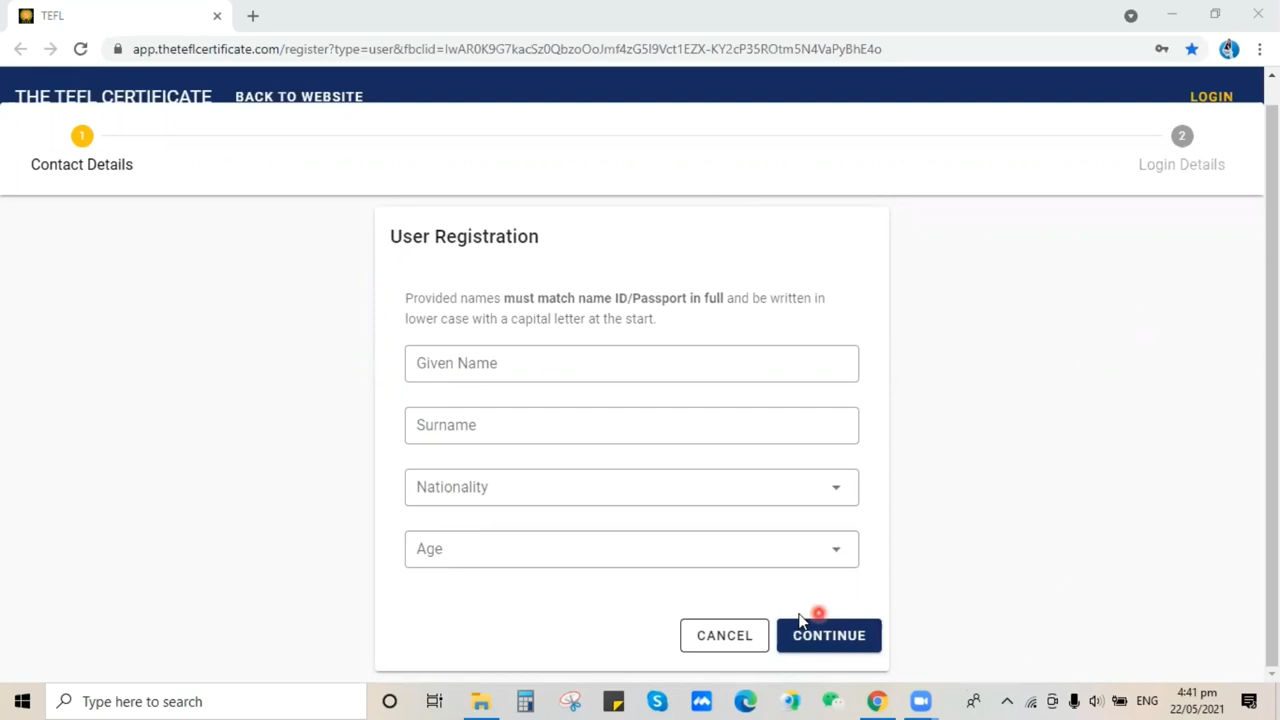 TEFL
app.theteflcertificate.com/register?type=user&fbclid=IwAR0K9G7kacSz0QbzoOoJmf4zG5l9Vct1EZX-KY2cP35ROtm5N4VaPyBhE4o
THE TEFL CERTIFICATE BACK TO WEBSITE LOGIN
1 2
Contact Details Login Details
User Registration
Provided names must match name ID/Passport in full and be written in
lower case with a capital letter at the start.
Given Name
Surname
Nationality
Age
CANCEL CONTINUE
Type here to search ENG 4:41 pm
22/05/2021